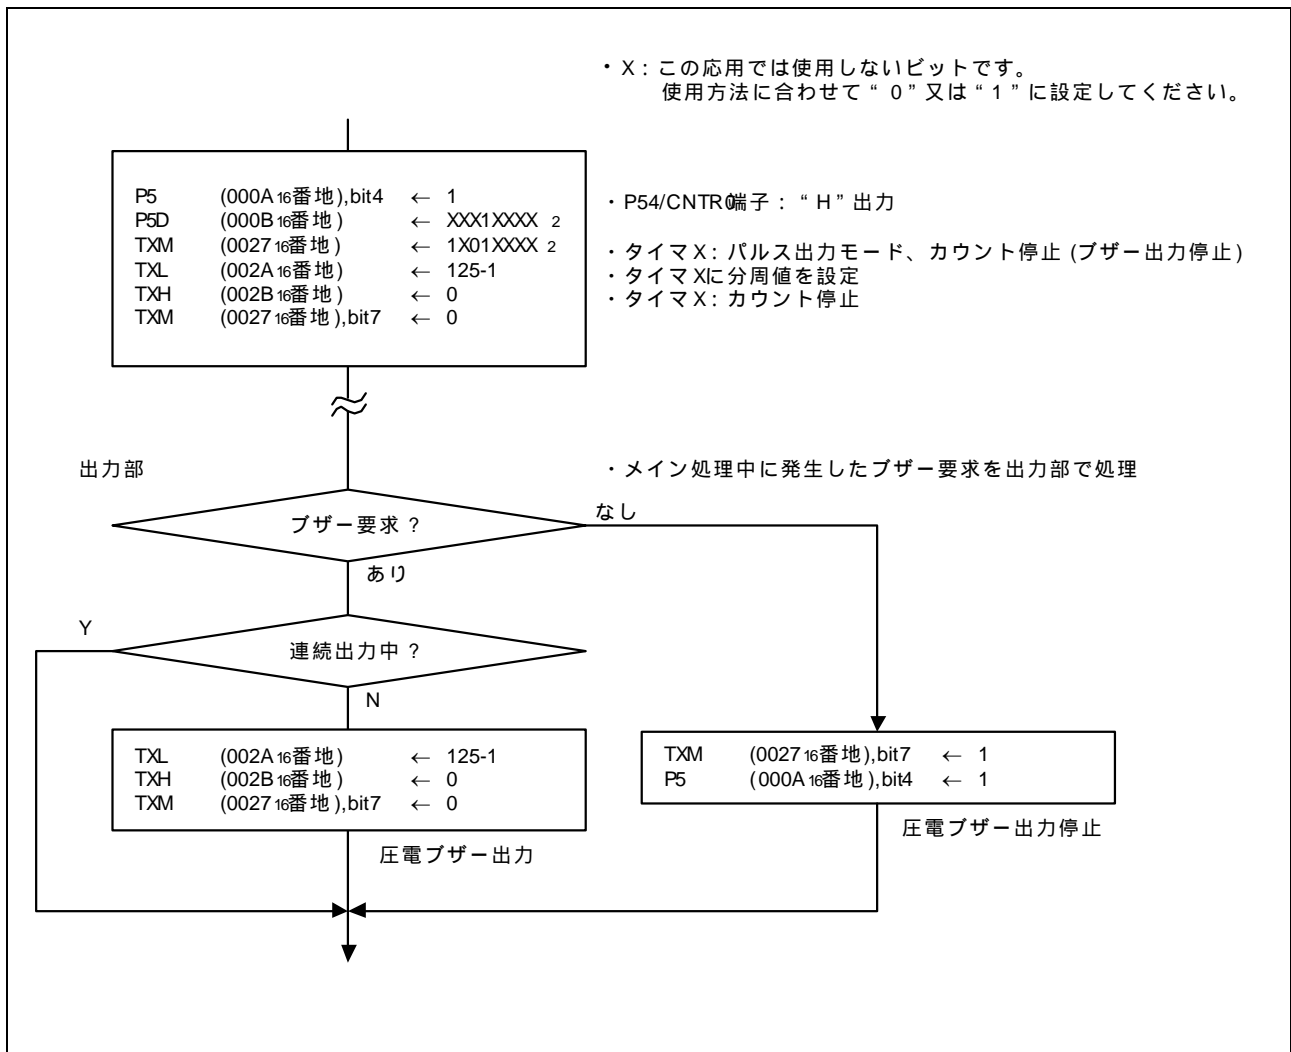 ・X：この応用では使用しないビットです。
使用方法に合わせて“0”又は“1”に設定してください。
P5 (000A16番地),bit4 ← 1
・P54/CNTR0端子：“H”出力
P5D (000B16番地) ← XXX1XXXX 2
TXM (002716番地) ← 1X01XXXX 2
・タイマX：パルス出力モード、カウント停止(ブザー出力停止)
TXL (002A16番地) ← 125-1
・タイマXに分周値を設定
TXH (002B16番地) ← 0
・タイマX：カウント停止
TXM (002716番地),bit7 ← 0
出力部
・メイン処理中に発生したブザー要求を出力部で処理
ブザー要求？
なし
あり
Y
連続出力中？
N
TXL (002A16番地) ← 125-1
TXH (002B16番地) ← 0
TXM (002716番地),bit7 ← 0
圧電ブザー出力
TXM (002716番地),bit7 ← 1
P5 (000A16番地),bit4 ← 1
圧電ブザー出力停止